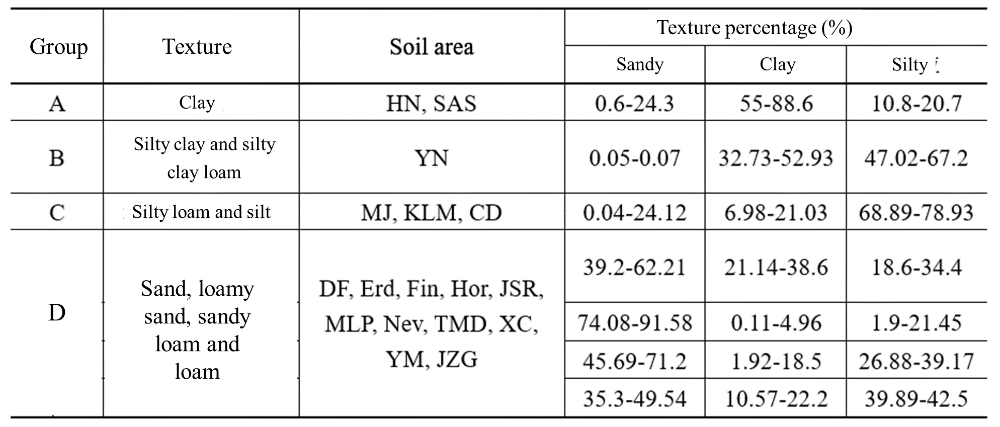 Group Texture Soil area Texture percentage (%)
Sandy Clay Silty
A Clay HN, SAS 0.6-24.3 55-88.6 10.8-20.7
B Silty clay and silty
clay loam YN 0.05-0.07 32.73-52.93 47.02-67.2
C Silty loam and silt MJ, KLM, CD 0.04-24.12 6.98-21.03 68.89-78.93
D Sand, loamy
sand, sandy
loam and
loam
DF, Erd, Fin, Hor, JSR,
MLP, Nev, TMD, XC,
YM, JZG
39.2-62.21 21.14-38.6 18.6-34.4
74.08-91.58 0.11-4.96 1.9-21.45
45.69-71.2 1.92-18.5 26.88-39.17
35.3-49.54 10.57-22.2 39.89-42.5